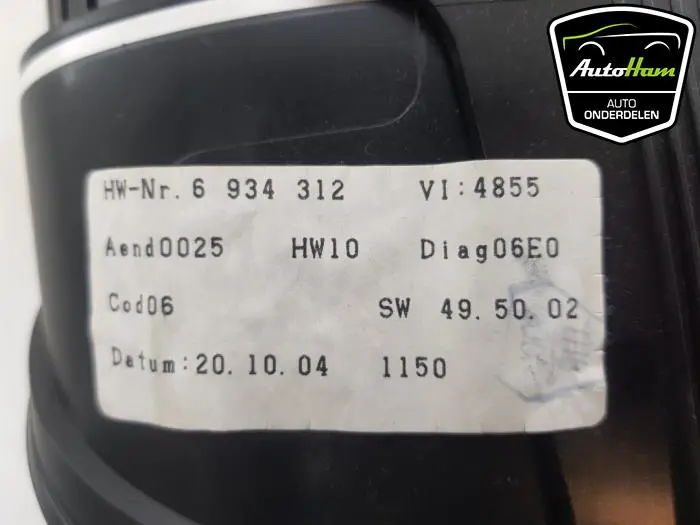 AutoHam
AUTO
ONDERDELEN
HW-Nr. 6 934 312 VI:4855
Aend0025 HW10 Diag06E0
Cod06 SW 49.50.02
Datum:20.10.04 1150